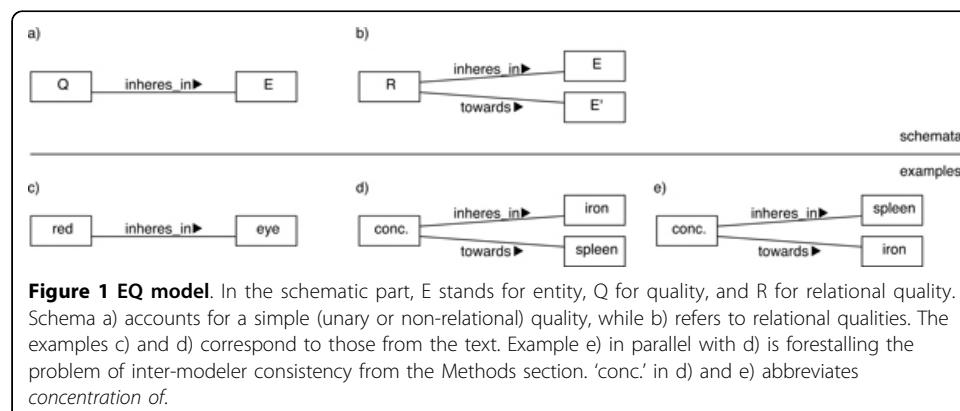 a)
b)
Q
inheres_in▶
E
R
inheres_in▶
E
towards▶
E'
schemata
examples
c)
d)
e)
red
inheres_in▶
eye
conc.
inheres_in▶
iron
towards▶
spleen
conc.
inheres_in▶
spleen
towards▶
iron
Figure 1 EQ model. In the schematic part, E stands for entity, Q for quality, and R for relational quality.
Schema a) accounts for a simple (unary or non-relational) quality, while b) refers to relational qualities. The
examples c) and d) correspond to those from the text. Example e) in parallel with d) is forestalling the
problem of inter-modeler consistency from the Methods section. ‘conc.’ in d) and e) abbreviates
concentration of.